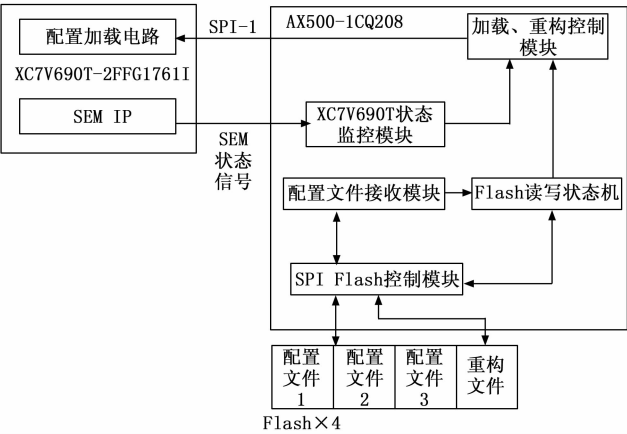 配置加载电路
XC7V690T-2FFG1761I
SEM IP
SPI-1
SEM
状态
信号
AX500-1CQ208
加载、重构控制
模块
XC7V690T状态
监控模块
配置文件接收模块
Flash读写状态机
SPI Flash控制模块
配置
文件
1
配置
文件
2
配置
文件
3
重构
文件
Flash×4